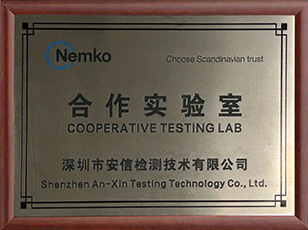 Nemko Choose Scandinavian trust
合作实验室
COOPERATIVE TESTING LAB
深圳市安信检测技术有限公司
Shenzhen An-Xin Testing Technology Co., Ltd.